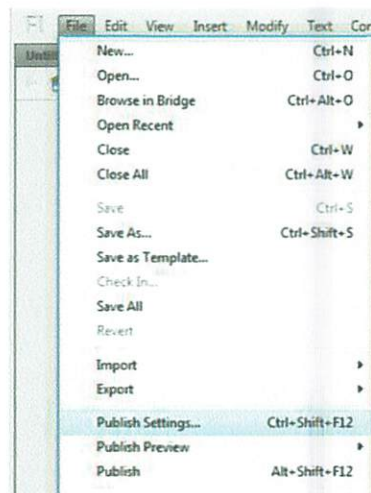 Fl File Edit View Insert Modify Text Co
Untitl
New... Ctrl+N
Open... Ctrl+O
Browse in Bridge Ctrl+Alt+O
Open Recent
Close Ctrl+W
Close All Ctrl+Alt+W
Save Ctrl+S
Save As... Ctrl+Shift+S
Save as Template...
Check In...
Save All
Revert
Import
Export
Publish Settings... Ctrl+Shift+F12
Publish Preview
Publish Alt+Shift+F12